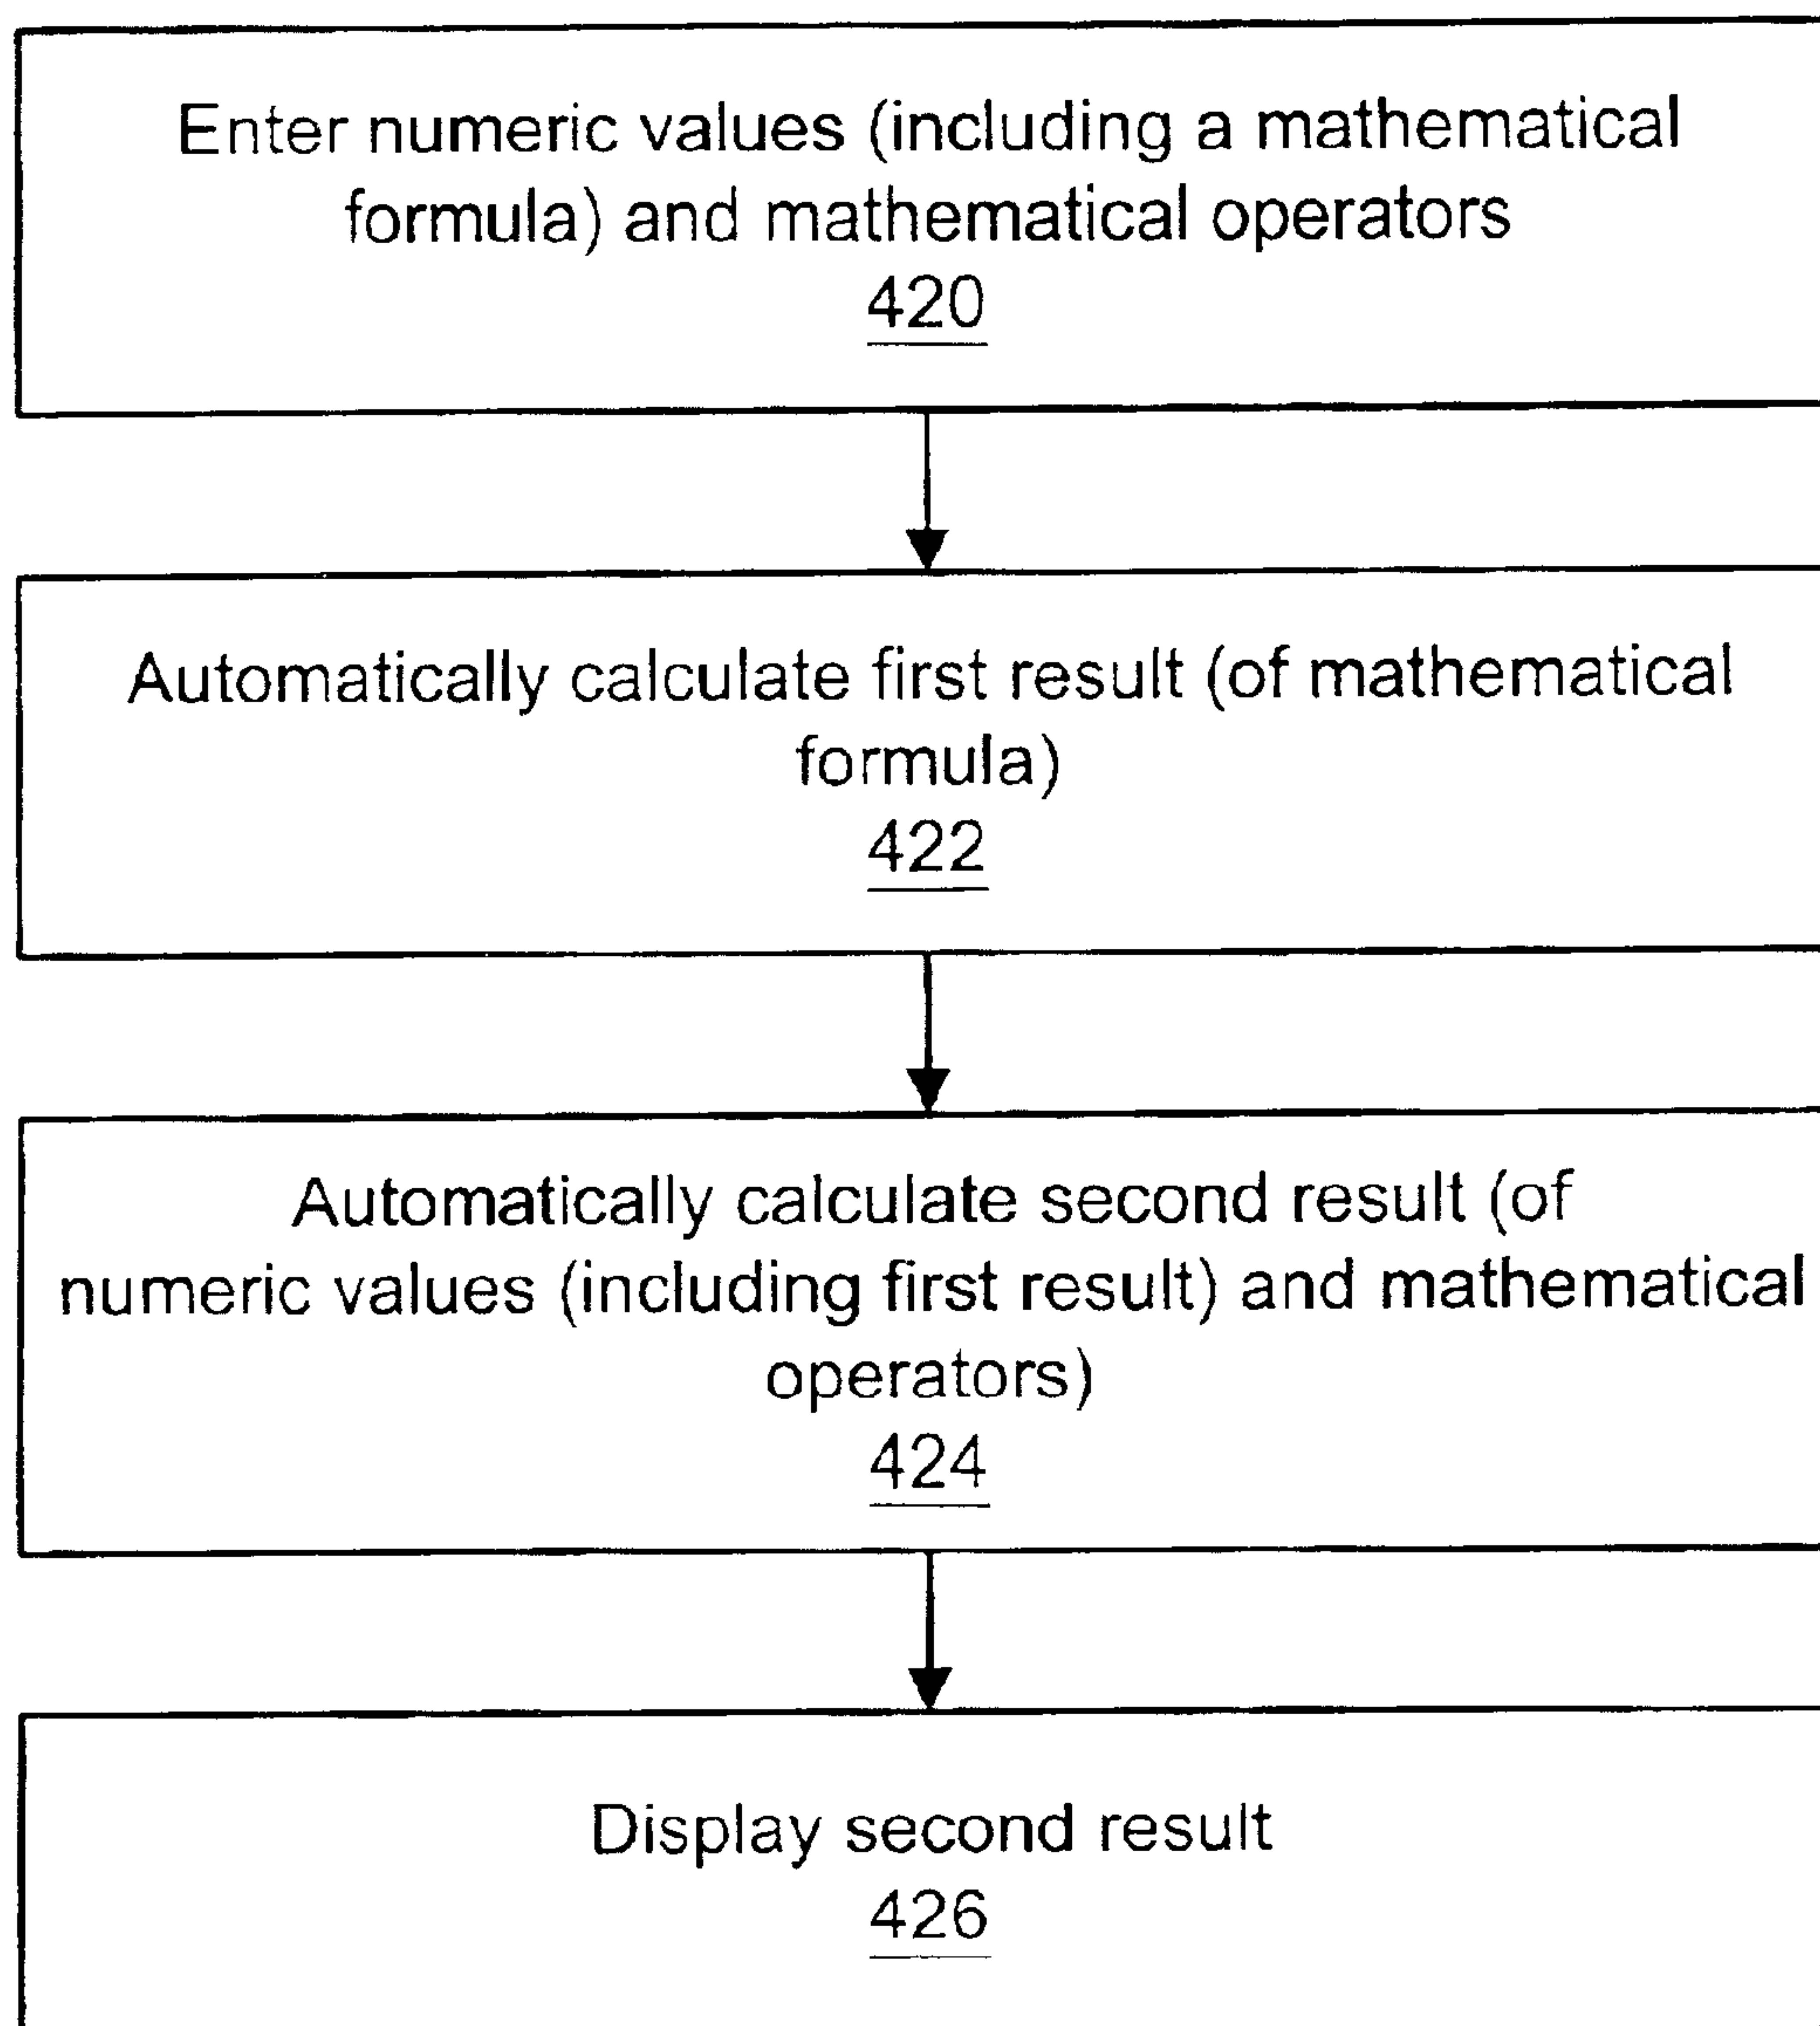 Enter numeric values (including a mathematical
formula) and mathematical operators
420
Automatically calculate first result (of mathematical
formula)
422
Automatically calculate second result (of
numeric values (including first result) and mathematical
operators)
424
Display second result
426